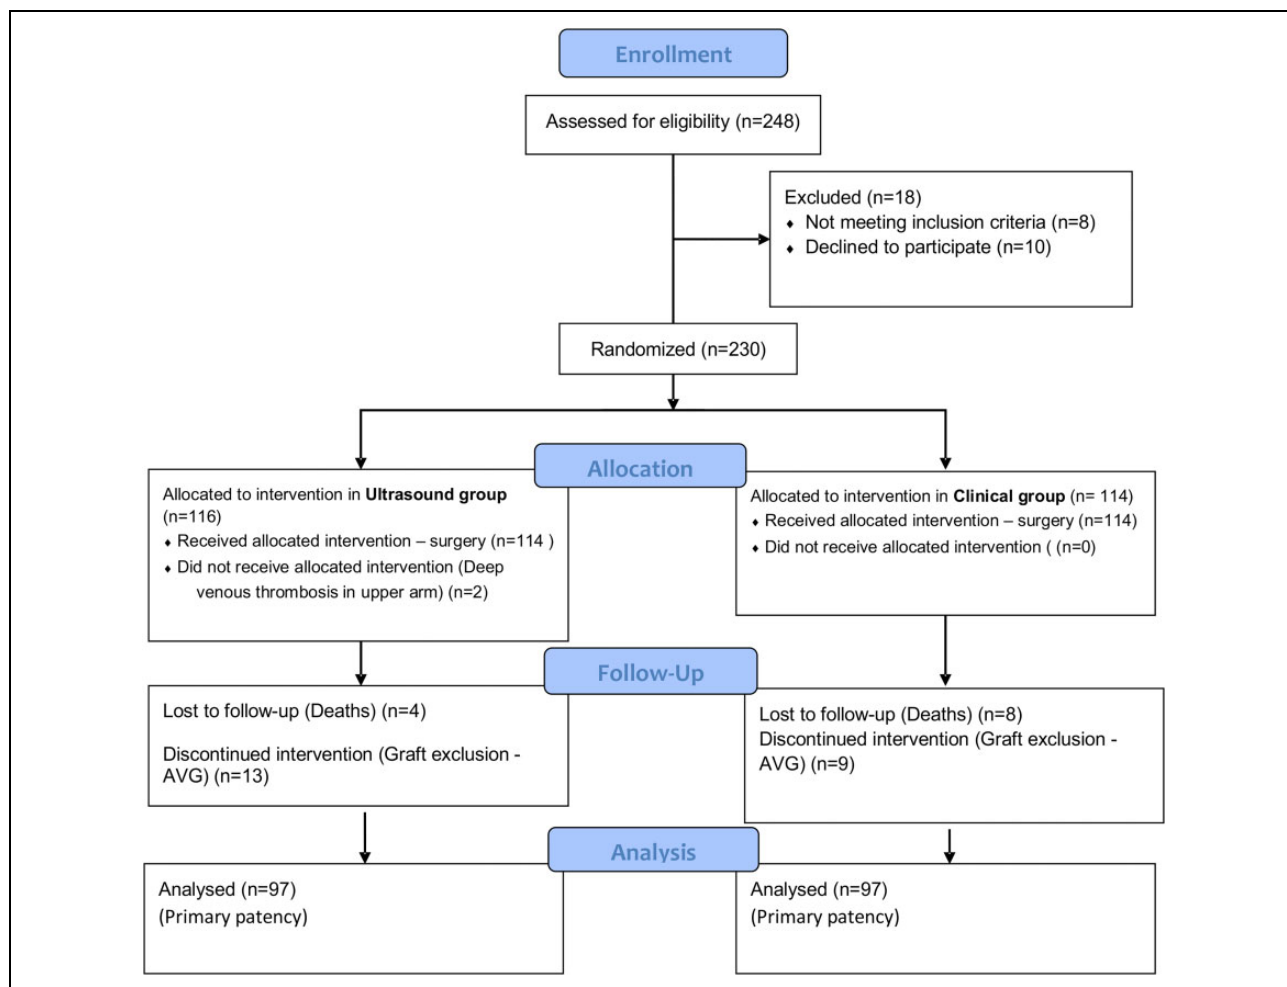 Enrollment
Assessed for eligibility (n=248)
Excluded (n=18)
♦ Not meeting inclusion criteria (n=8)
♦ Declined to participate (n=10)
Randomized (n=230)
Allocation
Allocated to intervention in Ultrasound group
(n=116)
♦ Received allocated intervention – surgery (n=114 )
♦ Did not receive allocated intervention (Deep
venous thrombosis in upper arm) (n=2)
Allocated to intervention in Clinical group (n= 114)
♦ Received allocated intervention – surgery (n=114)
♦ Did not receive allocated intervention ( (n=0)
Follow-Up
Lost to follow-up (Deaths) (n=4)
Discontinued intervention (Graft exclusion -
AVG) (n=13)
Lost to follow-up (Deaths) (n=8)
Discontinued intervention (Graft exclusion -
AVG) (n=9)
Analysis
Analysed (n=97)
(Primary patency)
Analysed (n=97)
(Primary patency)